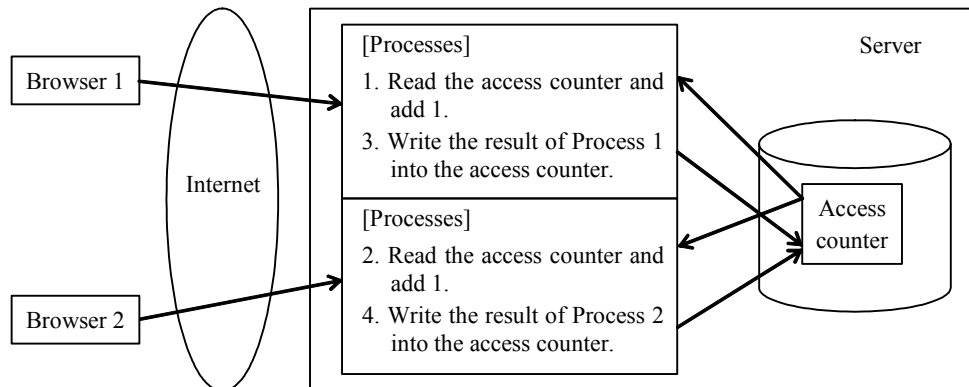 Browser 1
Browser 2
Internet
Server
[Processes]
1. Read the access counter and
add 1.
3. Write the result of Process 1
into the access counter.
[Processes]
2. Read the access counter and
add 1.
4. Write the result of Process 2
into the access counter.
Access
counter